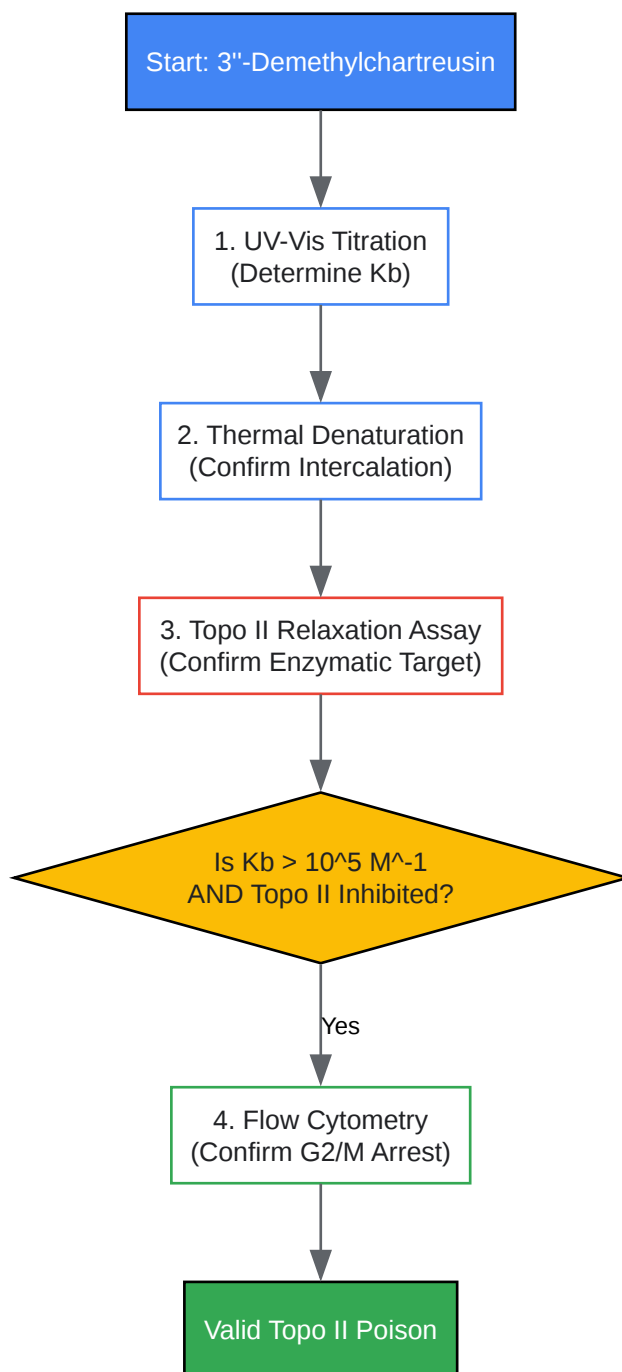 Start: 3''-Demethylchartreusin
1. UV-Vis Titration
(Determine Kb)
2. Thermal Denaturation
(Confirm Intercalation)
3. Topo II Relaxation Assay
(Confirm Enzymatic Target)
Is Kb > 10^5 M^-1
AND Topo II Inhibited?
Yes
4. Flow Cytometry
(Confirm G2/M Arrest)
Valid Topo II Poison